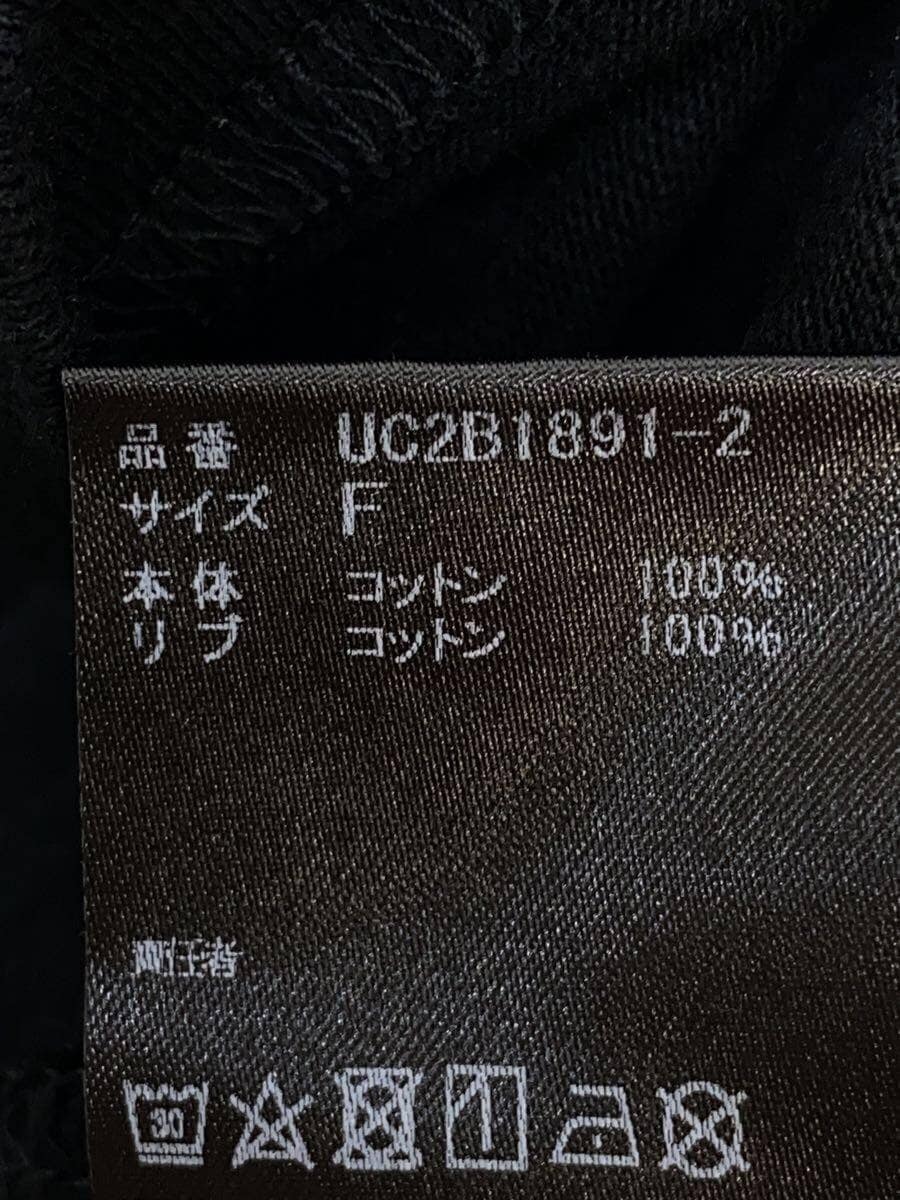 品番 UC2B1891-2
サイズ F
本体 コットン 100%
リブ コットン 100%
30